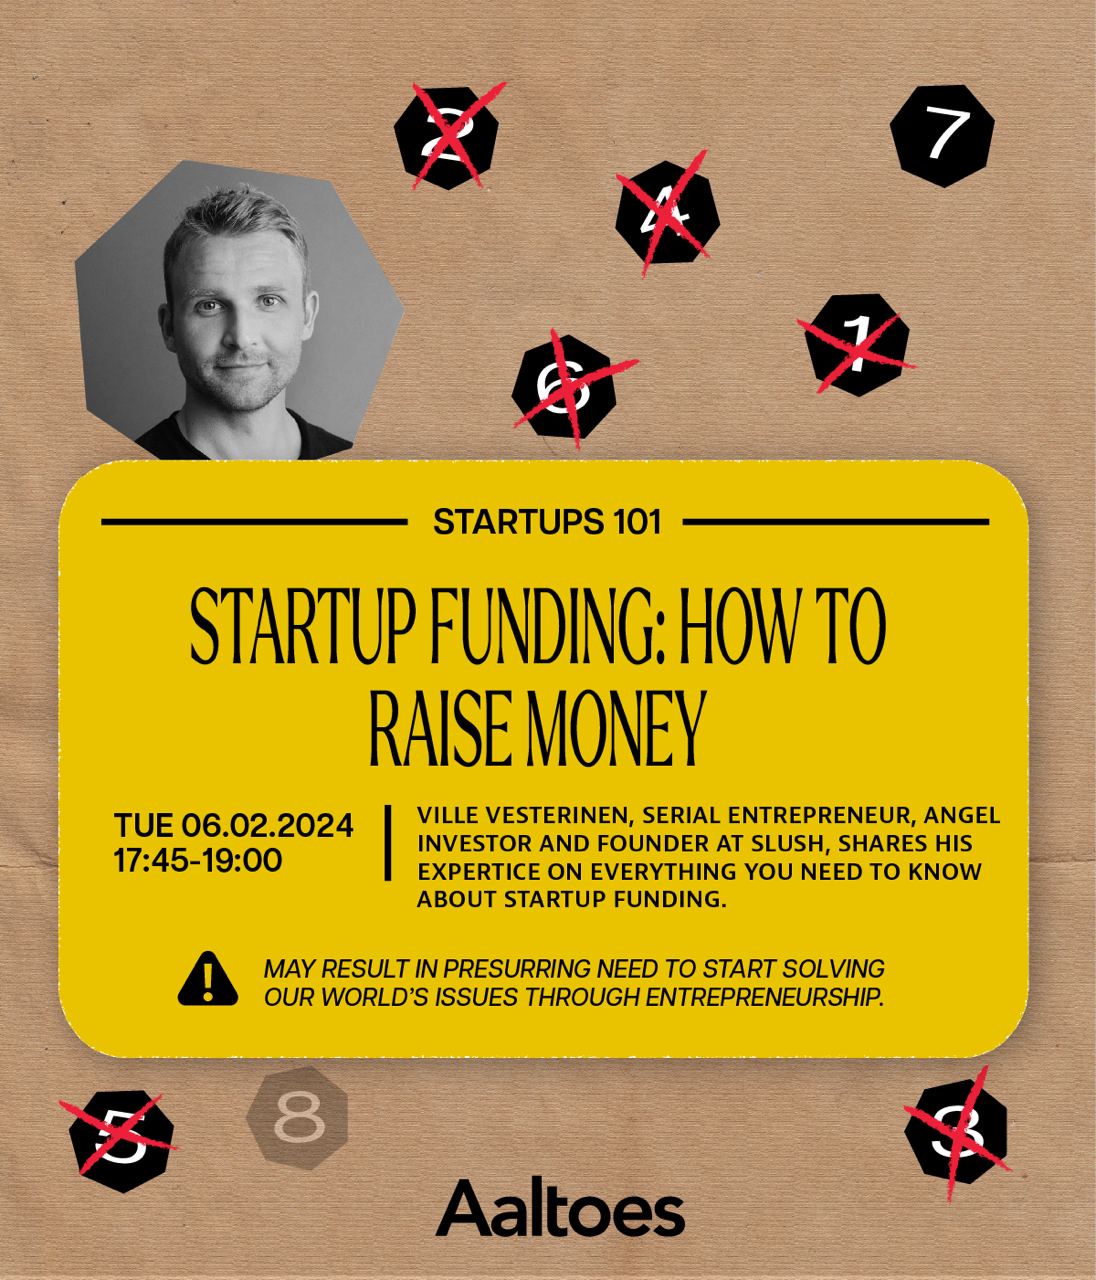 2
7
4
1
6
STARTUPS 101
STARTUP FUNDING: HOW TO
RAISE MONEY
TUE 06.02.2024
17:45-19:00
VILLE VESTERINEN, SERIAL ENTREPRENEUR, ANGEL
INVESTOR AND FOUNDER AT SLUSH, SHARES HIS
EXPERTICE ON EVERYTHING YOU NEED TO KNOW
ABOUT STARTUP FUNDING.
!
MAY RESULT IN PRESURRING NEED TO START SOLVING
OUR WORLD'S ISSUES THROUGH ENTREPRENEURSHIP.
5
8
3
Aaltoes